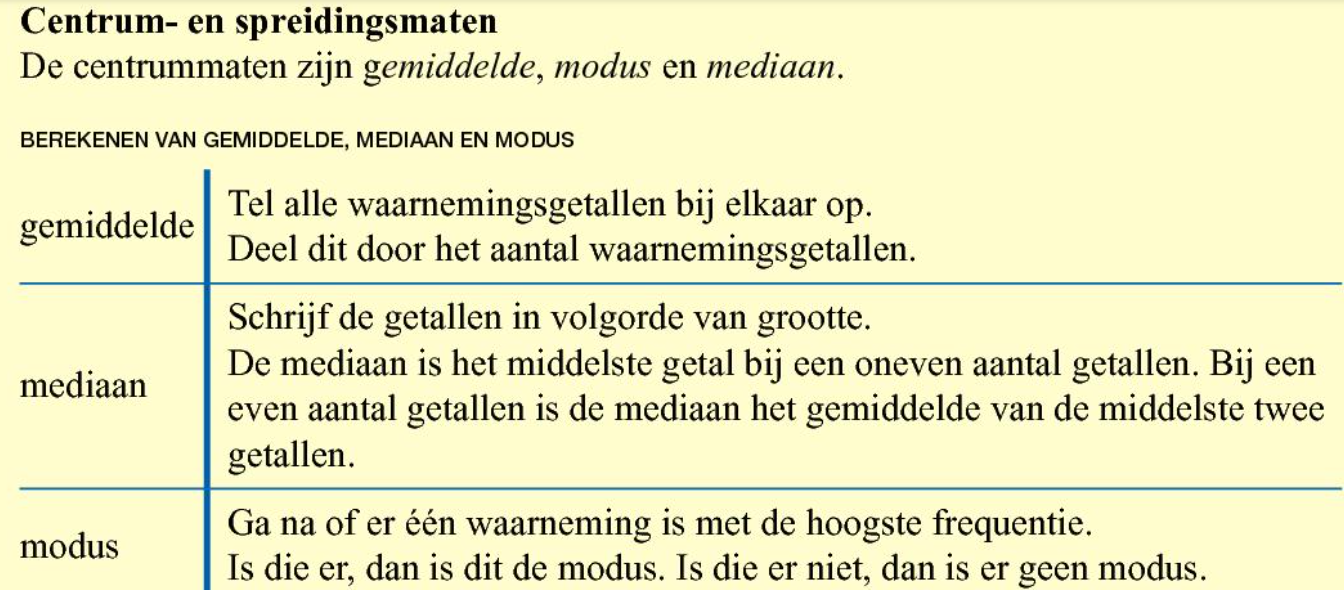 Centrum- en spreidingsmaten
De centrummaten zijn gemiddelde, modus en mediaan.
BEREKENEN VAN GEMIDDELDE, MEDIAAN EN MODUS
gemiddelde
Tel alle waarnemingsgetallen bij elkaar op.
Deel dit door het aantal waarnemingsgetallen.
mediaan
Schrijf de getallen in volgorde van grootte.
De mediaan is het middelste getal bij een oneven aantal getallen. Bij een
even aantal getallen is de mediaan het gemiddelde van de middelste twee
getallen.
modus
Ga na of er één waarneming is met de hoogste frequentie.
Is die er, dan is dit de modus. Is die er niet, dan is er geen modus.